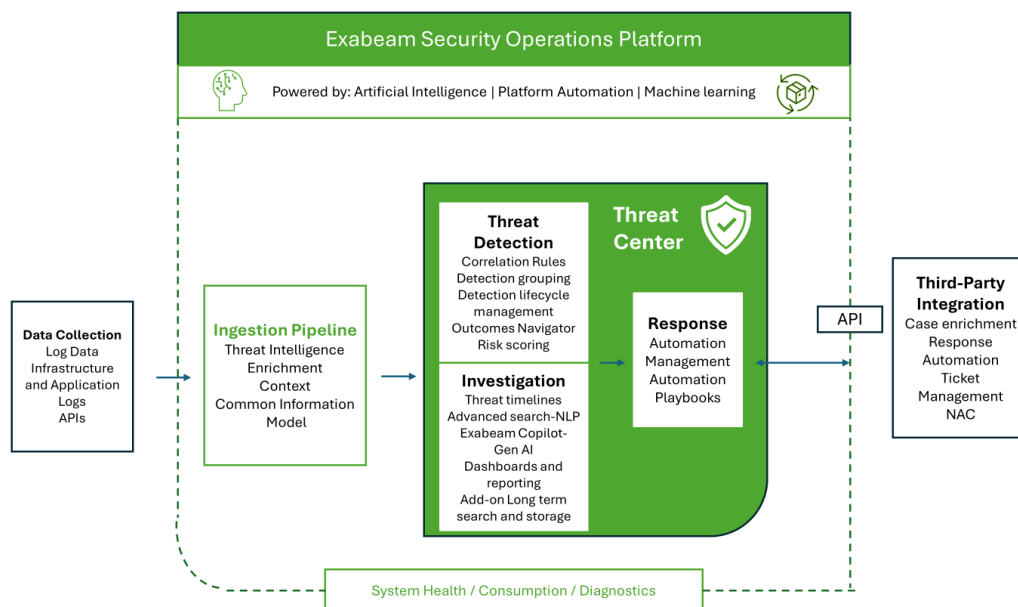 Exabeam Security Operations Platform
Powered by: Artificial Intelligence | Platform Automation | Machine learning
Data Collection
Log Data
Infrastructure
and Application
Logs
APIs
Ingestion Pipeline
Threat Intelligence
Enrichment
Context
Common Information
Model
Threat
Center
Threat
Detection
Correlation Rules
Detection grouping
Detection lifecycle
management
Outcomes Navigator
Risk scoring
Investigation
Threat timelines
Advanced search-NLP
Exabeam Copilot-
Gen AI
Dashboards and
reporting
Add-on Long term
search and storage
Response
Automation
Management
Automation
Playbooks
API
Third-Party
Integration
Case enrichment
Response
Automation
Ticket
Management
NAC
System Health / Consumption / Diagnostics